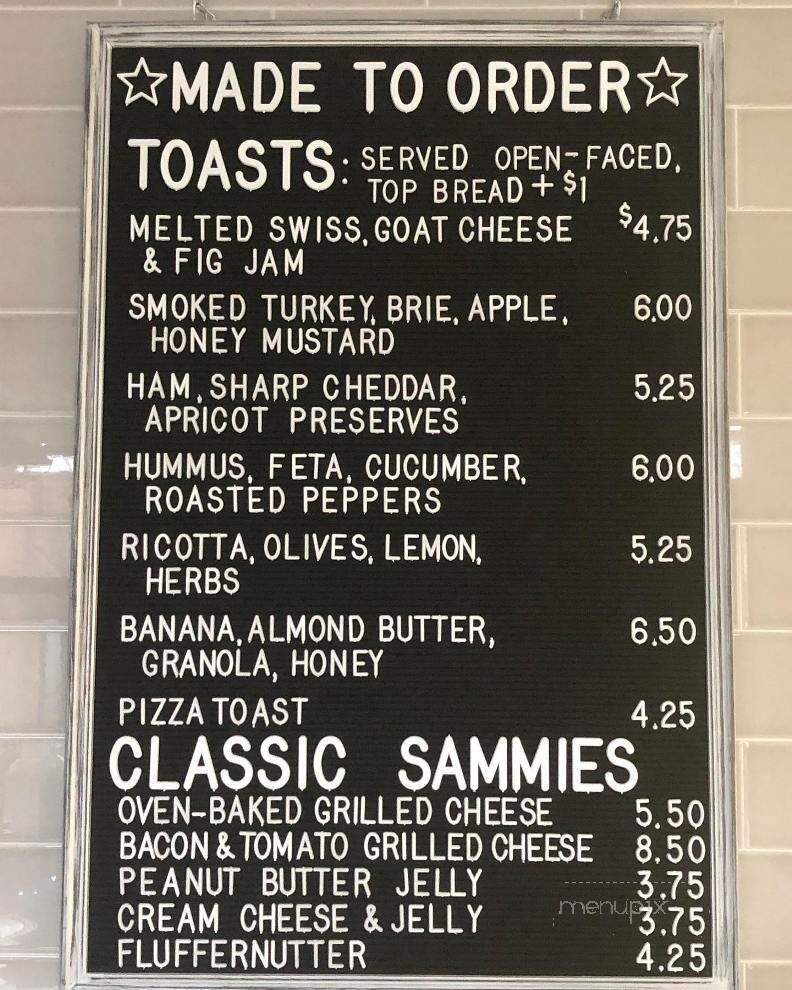 ☆MADE TO ORDER☆
TOASTS: SERVED OPEN-FACED,
TOP BREAD + $1
MELTED SWISS, GOAT CHEESE $4.75
& FIG JAM
SMOKED TURKEY, BRIE, APPLE, 6.00
HONEY MUSTARD
HAM, SHARP CHEDDAR, 5.25
APRICOT PRESERVES
HUMMUS, FETA, CUCUMBER, 6.00
ROASTED PEPPERS
RICOTTA, OLIVES, LEMON, 5.25
HERBS
BANANA, ALMOND BUTTER, 6.50
GRANOLA, HONEY
PIZZA TOAST 4.25
CLASSIC SAMMIES
OVEN-BAKED GRILLED CHEESE 5.50
BACON & TOMATO GRILLED CHEESE 8.50
PEANUT BUTTER JELLY 3.75
menupix
CREAM CHEESE & JELLY 3.75
FLUFFERNUTTER 4.25